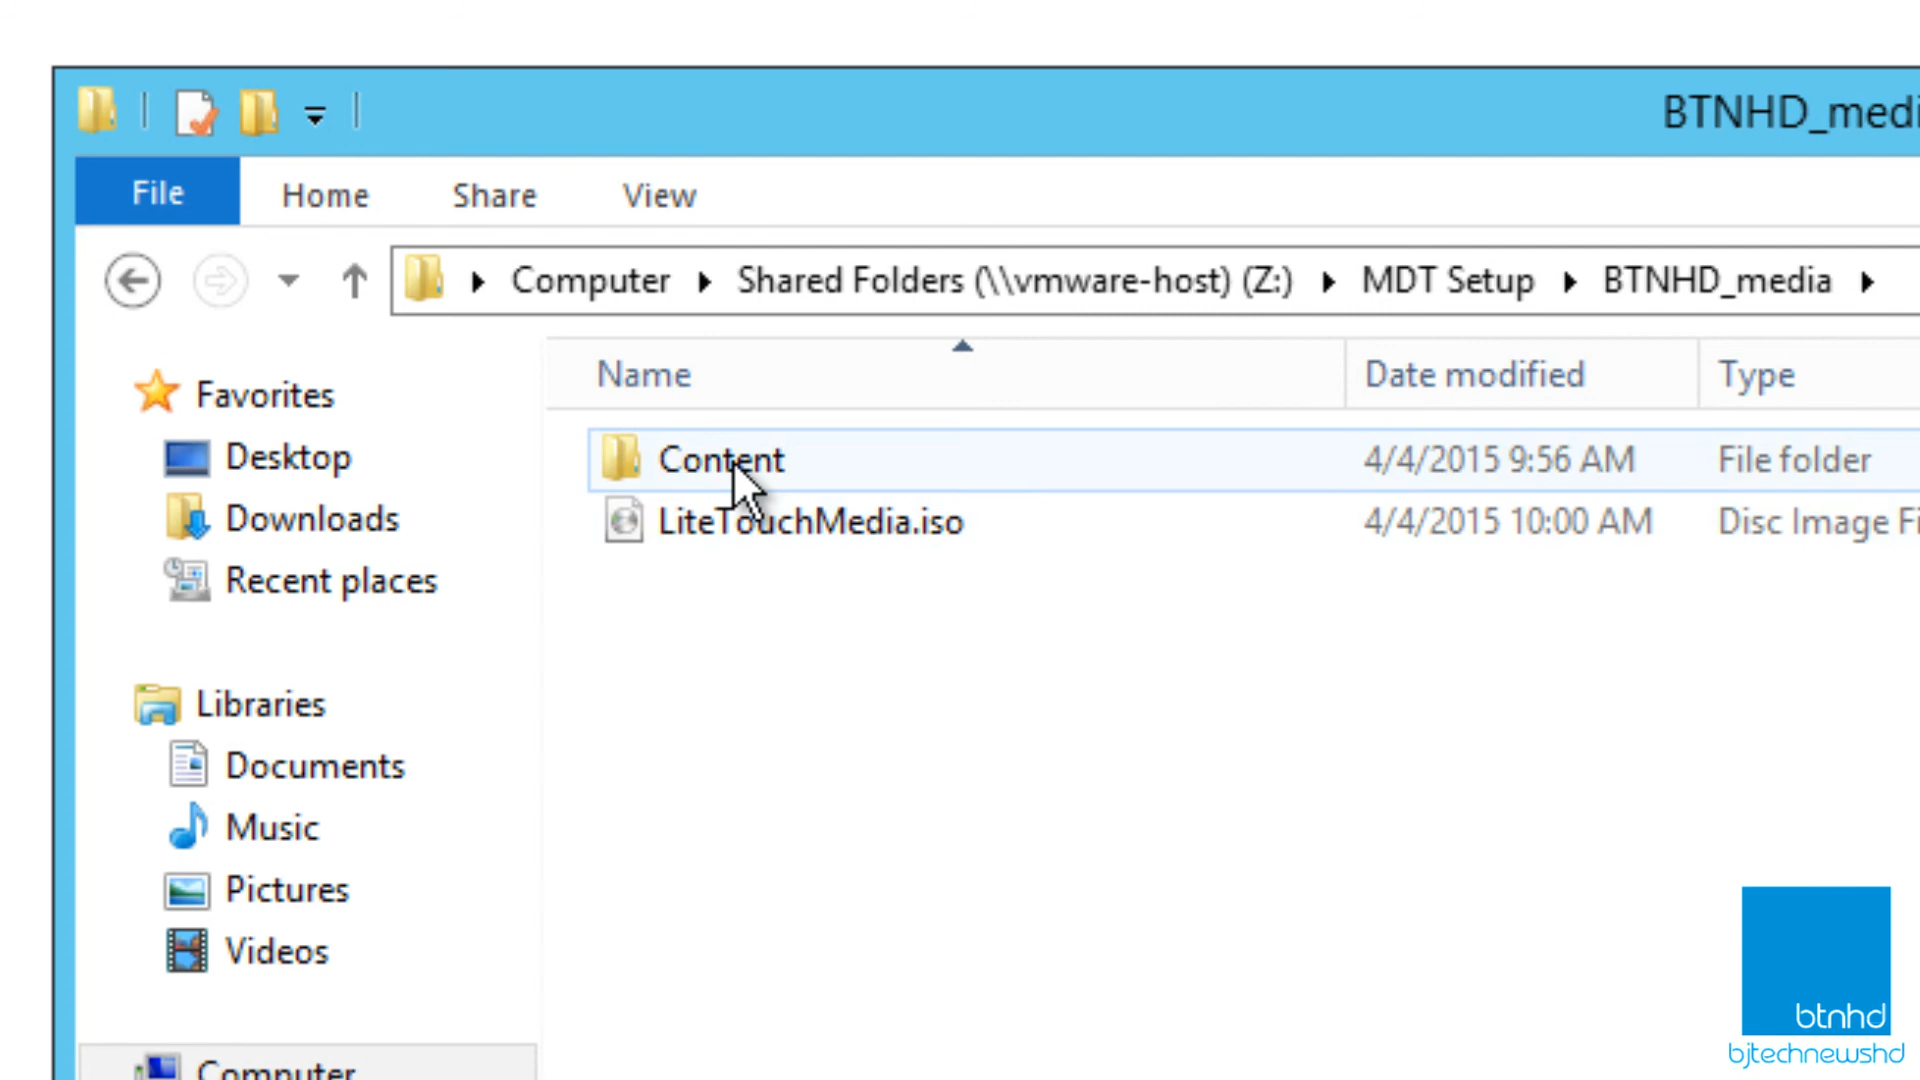 BTNHD_medi
File Home Share View
Computer Shared Folders (\\vmware-host) (Z:) MDT Setup BTNHD_media
Name Date modified Type
Favorites
Desktop
Downloads
Recent places
Libraries
Documents
Music
Pictures
Videos
Computer
Content 4/4/2015 9:56 AM File folder
LiteTouchMedia.iso 4/4/2015 10:00 AM Disc Image Fi
btnhd
bjtechnewshd